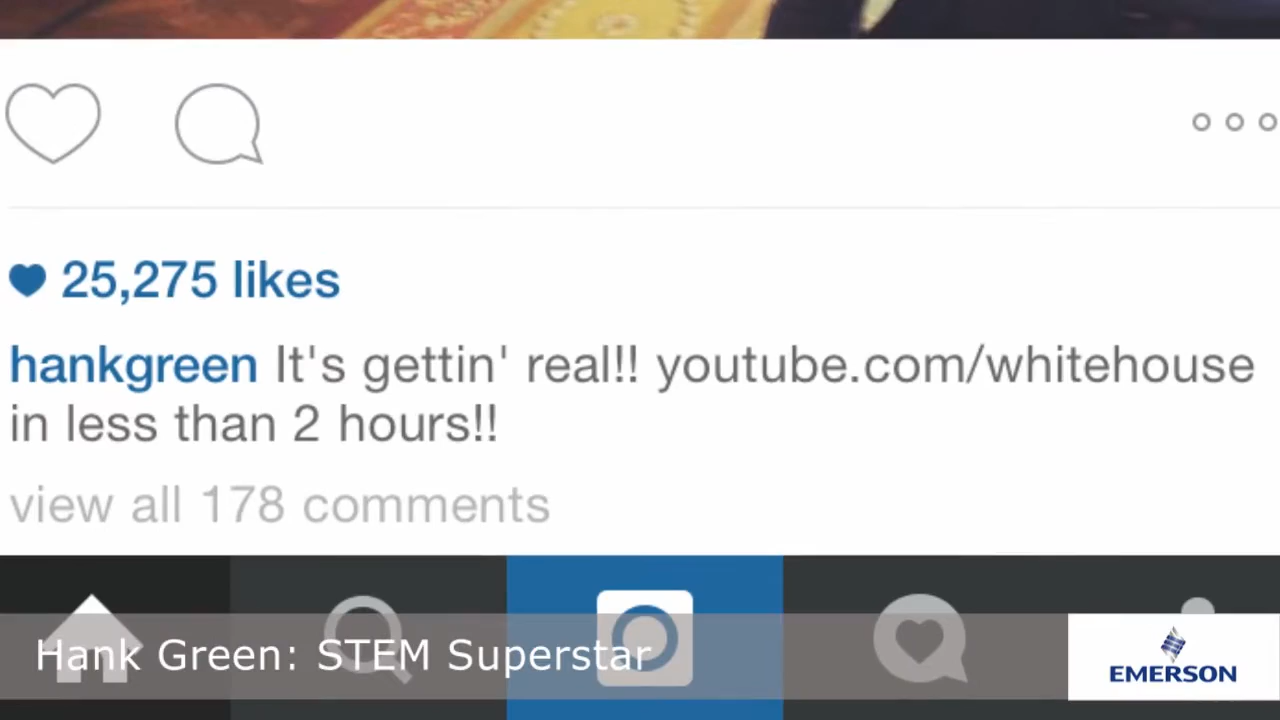 25,275 likes
hankgreen It's gettin' real!! youtube.com/whitehouse
in less than 2 hours!!
view all 178 comments
Hank Green: STEM Superstar
EMERSON